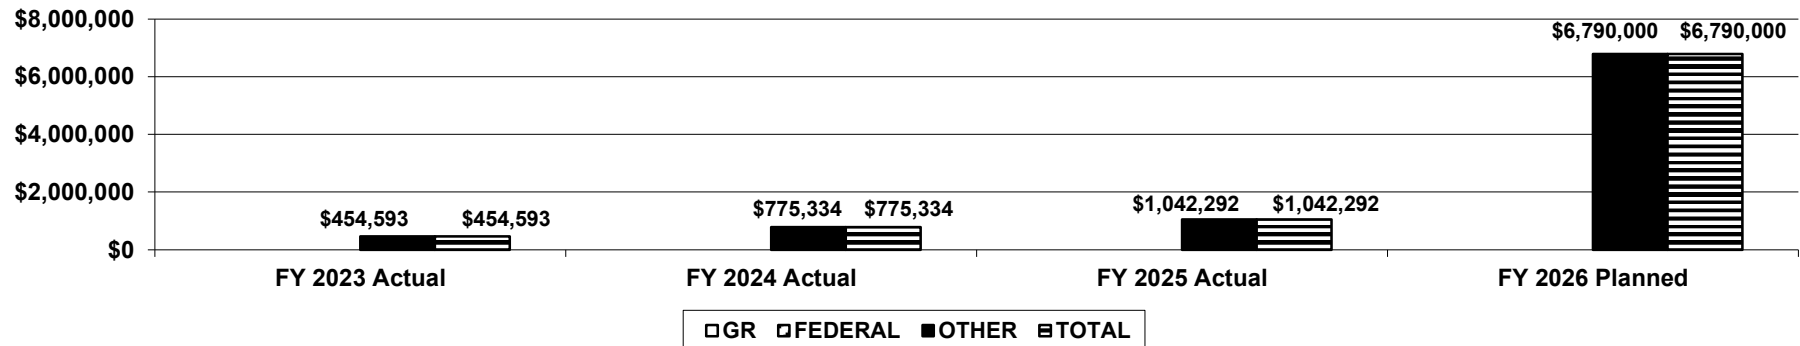 $8,000,000
$6,790,000 $6,790,000
$6,000,000
$4,000,000
$2,000,000
$454,593 $454,593 $775,334 $775,334 $1,042,292 $1,042,292
$0
FY 2023 Actual FY 2024 Actual FY 2025 Actual FY 2026 Planned
GR FEDERAL OTHER TOTAL